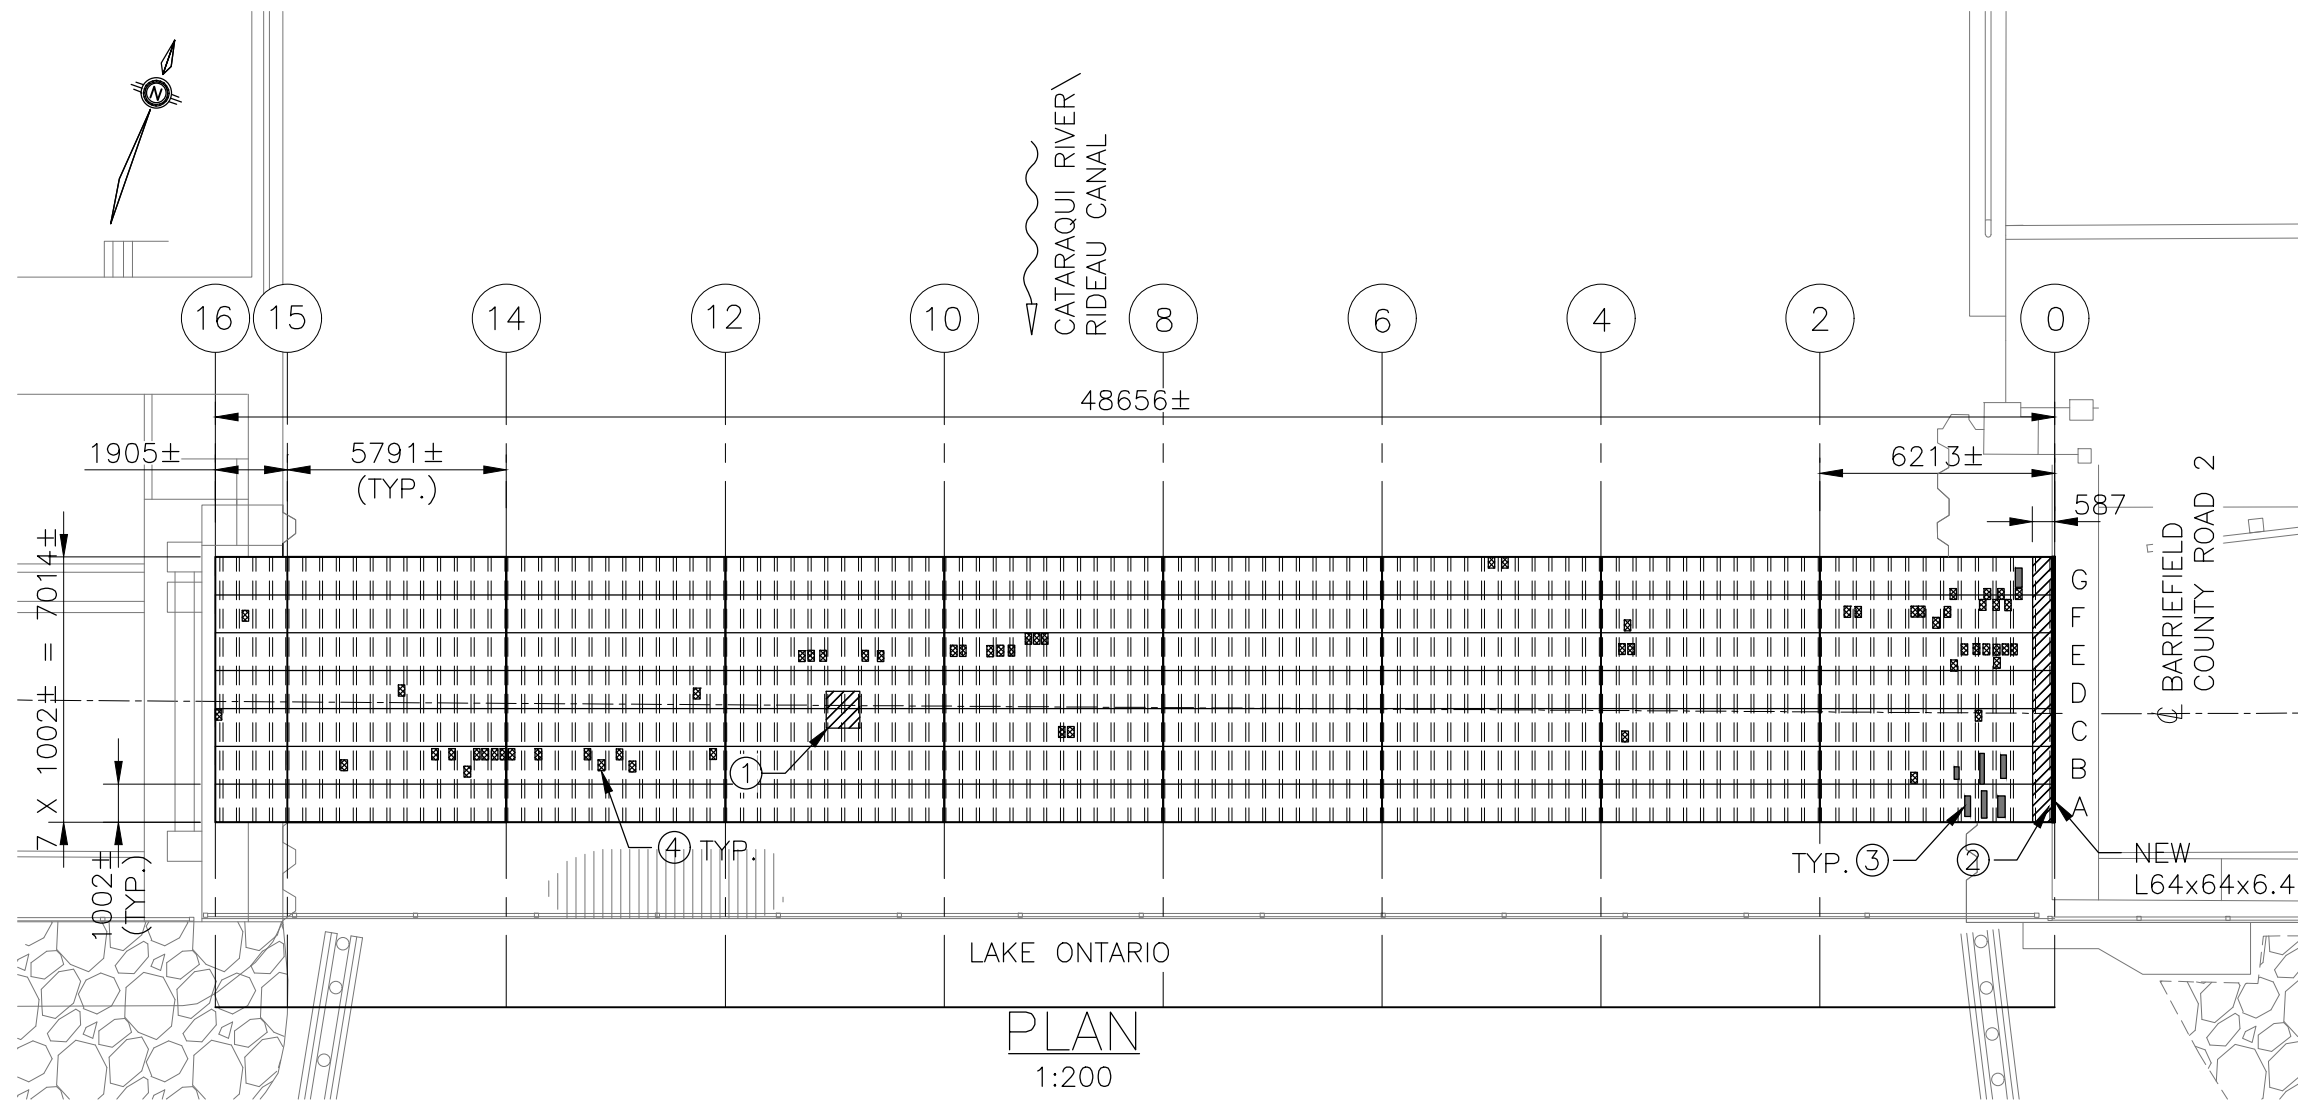 N
CATARAQUI RIVER\
RIDEAU CANAL
16
15
14
12
10
8
6
4
2
0
48656±
1905±
5791±
(TYP.)
6213±
587
7 X 1002± = 7014±
1002±
(TYP.)
G
F
E
D
C
B
A
℄ BARRIEFIELD
COUNTY ROAD 2
1
4 TYP.
TYP. 3
2
NEW
L64x64x6.4
LAKE ONTARIO
PLAN
1:200